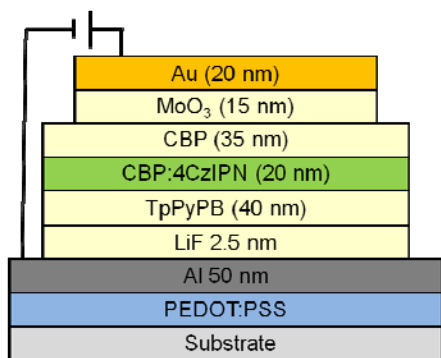 Au (20 nm)
MoO₃ (15 nm)
CBP (35 nm)
CBP:4CzIPN (20 nm)
TpPyPB (40 nm)
LiF 2.5 nm
Al 50 nm
PEDOT:PSS
Substrate